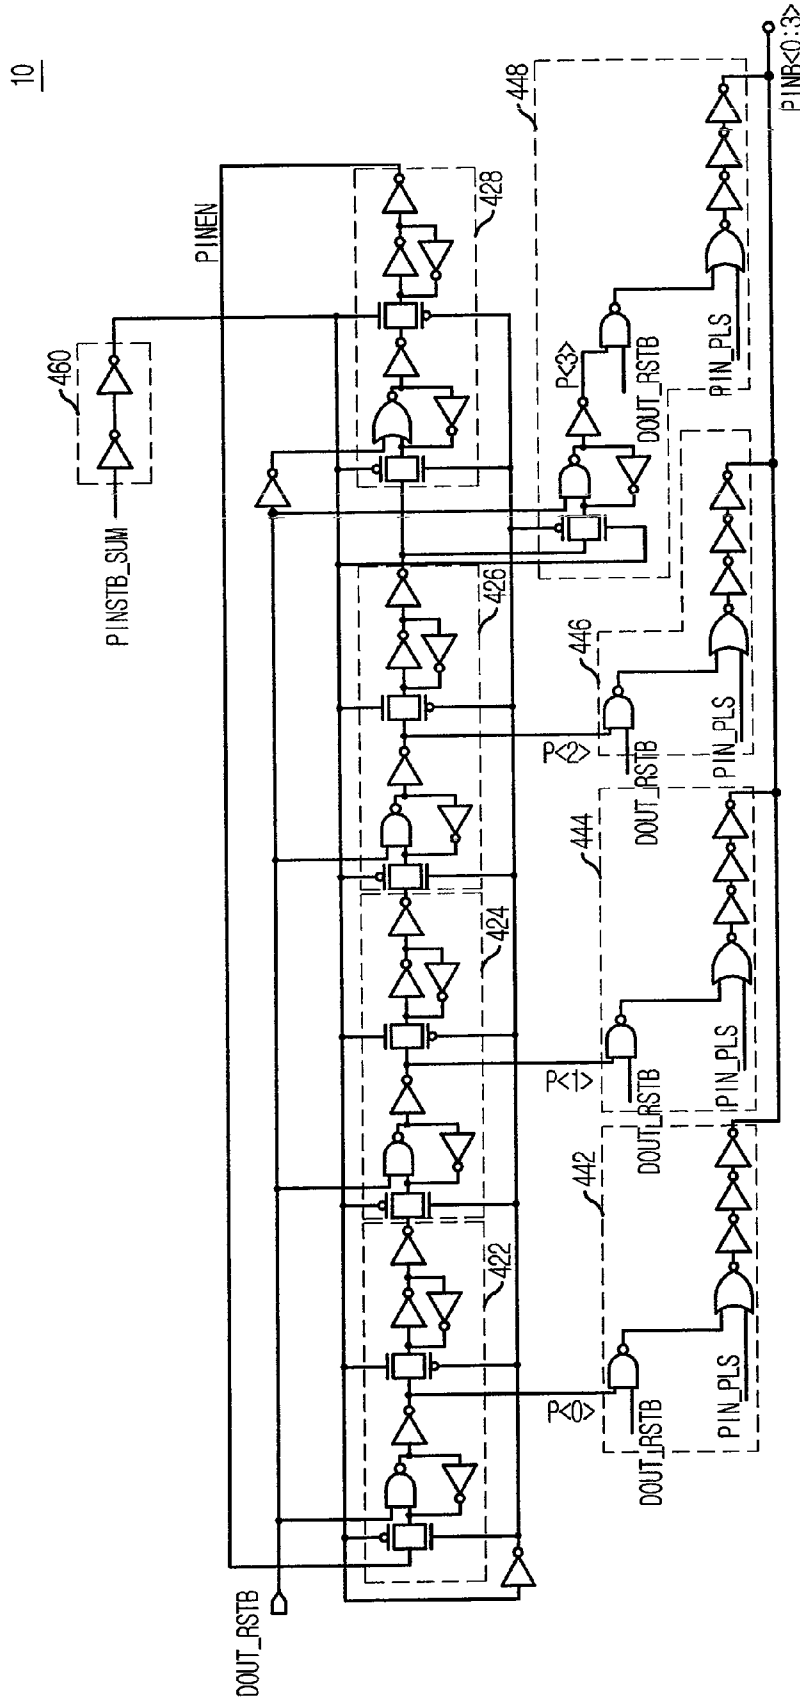 10
460
PINSTB_SUM
PINEN
428
448
P<3>
DOUT_RSTB
PIN_PLS
PINB<0:3>
426
446
P<2>
DOUT_RSTB
PIN_PLS
424
444
P<1>
DOUT_RSTB
PIN_PLS
422
442
P<0>
DOUT_RSTB
PIN_PLS
DOUT_RSTB